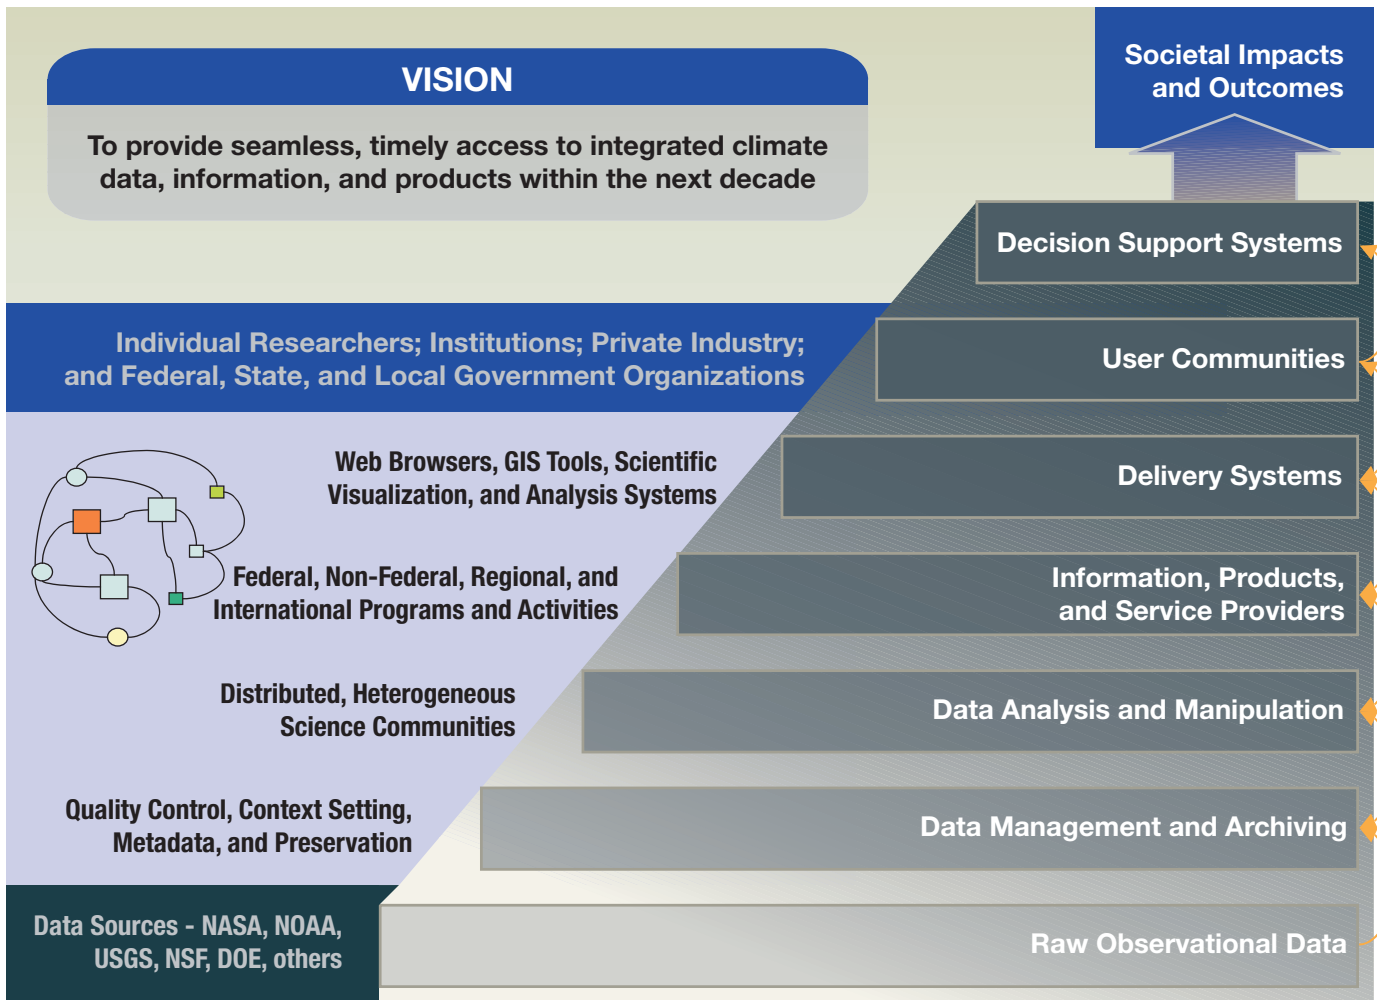 Societal Impacts
and Outcomes
VISION
To provide seamless, timely access to integrated climate
data, information, and products within the next decade
Decision Support Systems
Individual Researchers; Institutions; Private Industry;
and Federal, State, and Local Government Organizations
User Communities
Web Browsers, GIS Tools, Scientific
Visualization, and Analysis Systems
Delivery Systems
Federal, Non-Federal, Regional, and
International Programs and Activities
Information, Products,
and Service Providers
Distributed, Heterogeneous
Science Communities
Data Analysis and Manipulation
Quality Control, Context Setting,
Metadata, and Preservation
Data Management and Archiving
Data Sources - NASA, NOAA,
USGS, NSF, DOE, others
Raw Observational Data